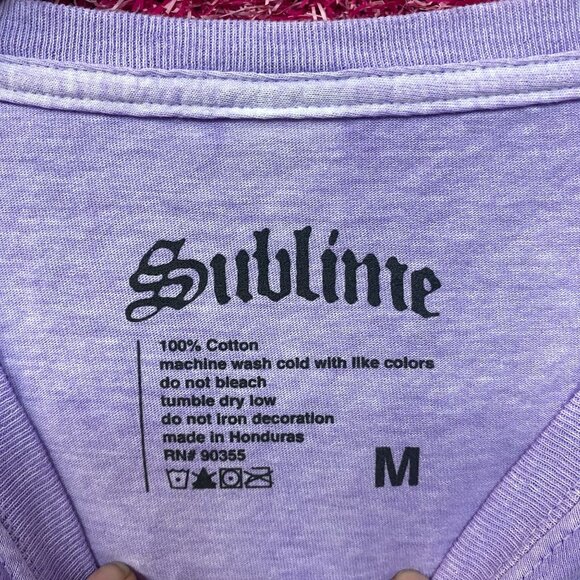 Sublime
100% Cotton
machine wash cold with like colors
do not bleach
tumble dry low
do not iron decoration
made in Honduras
RN# 90355
M